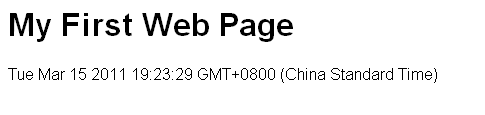 My First Web Page
Tue Mar 15 2011 19:23:29 GMT+0800 (China Standard Time)